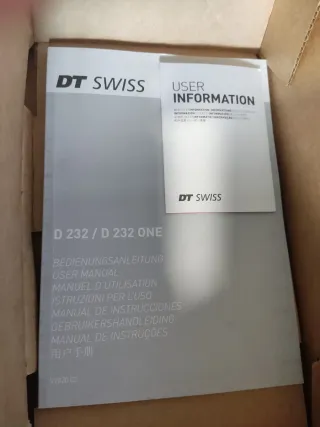 DT SWISS
USER
INFORMATION
DT SWISS
D 232 / D 232 ONE
BEDIENUNGSANLEITUNG
USER MANUAL
MANUEL D'UTILISATION
ISTRUZIONI PER L'USO
MANUAL DE INSTRUCCIONES
GEBRUIKERSHANDLEIDING
MANUAL DE INSTRUÇÕES
用户手册